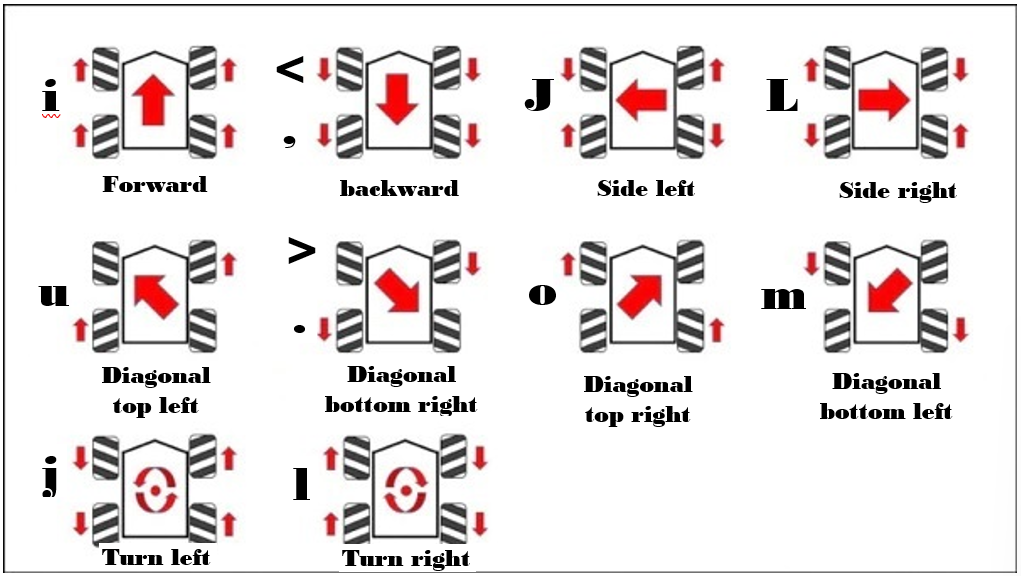 i
<
,
J
L
Forward
backward
Side left
Side right
u
>
.
o
m
Diagonal
top left
Diagonal
bottom right
Diagonal
top right
Diagonal
bottom left
j
l
Turn left
Turn right